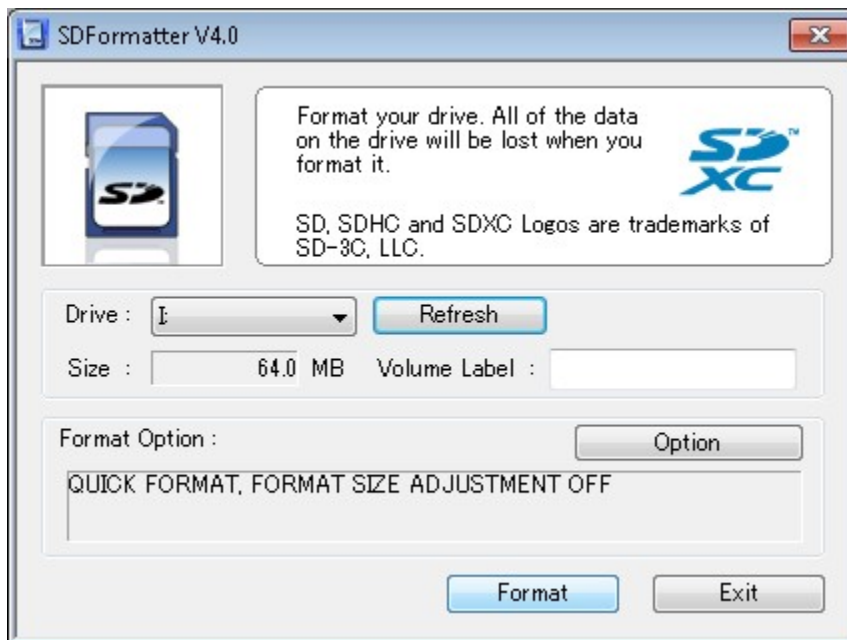 SDFormatter V4.0
Format your drive. All of the data
on the drive will be lost when you
format it.
SD, SDHC and SDXC Logos are trademarks of
SD-3C, LLC.
SD
SD
XC™
Drive : I: Refresh
Size : 64.0 MB Volume Label :
Format Option : Option
QUICK FORMAT, FORMAT SIZE ADJUSTMENT OFF
Format Exit